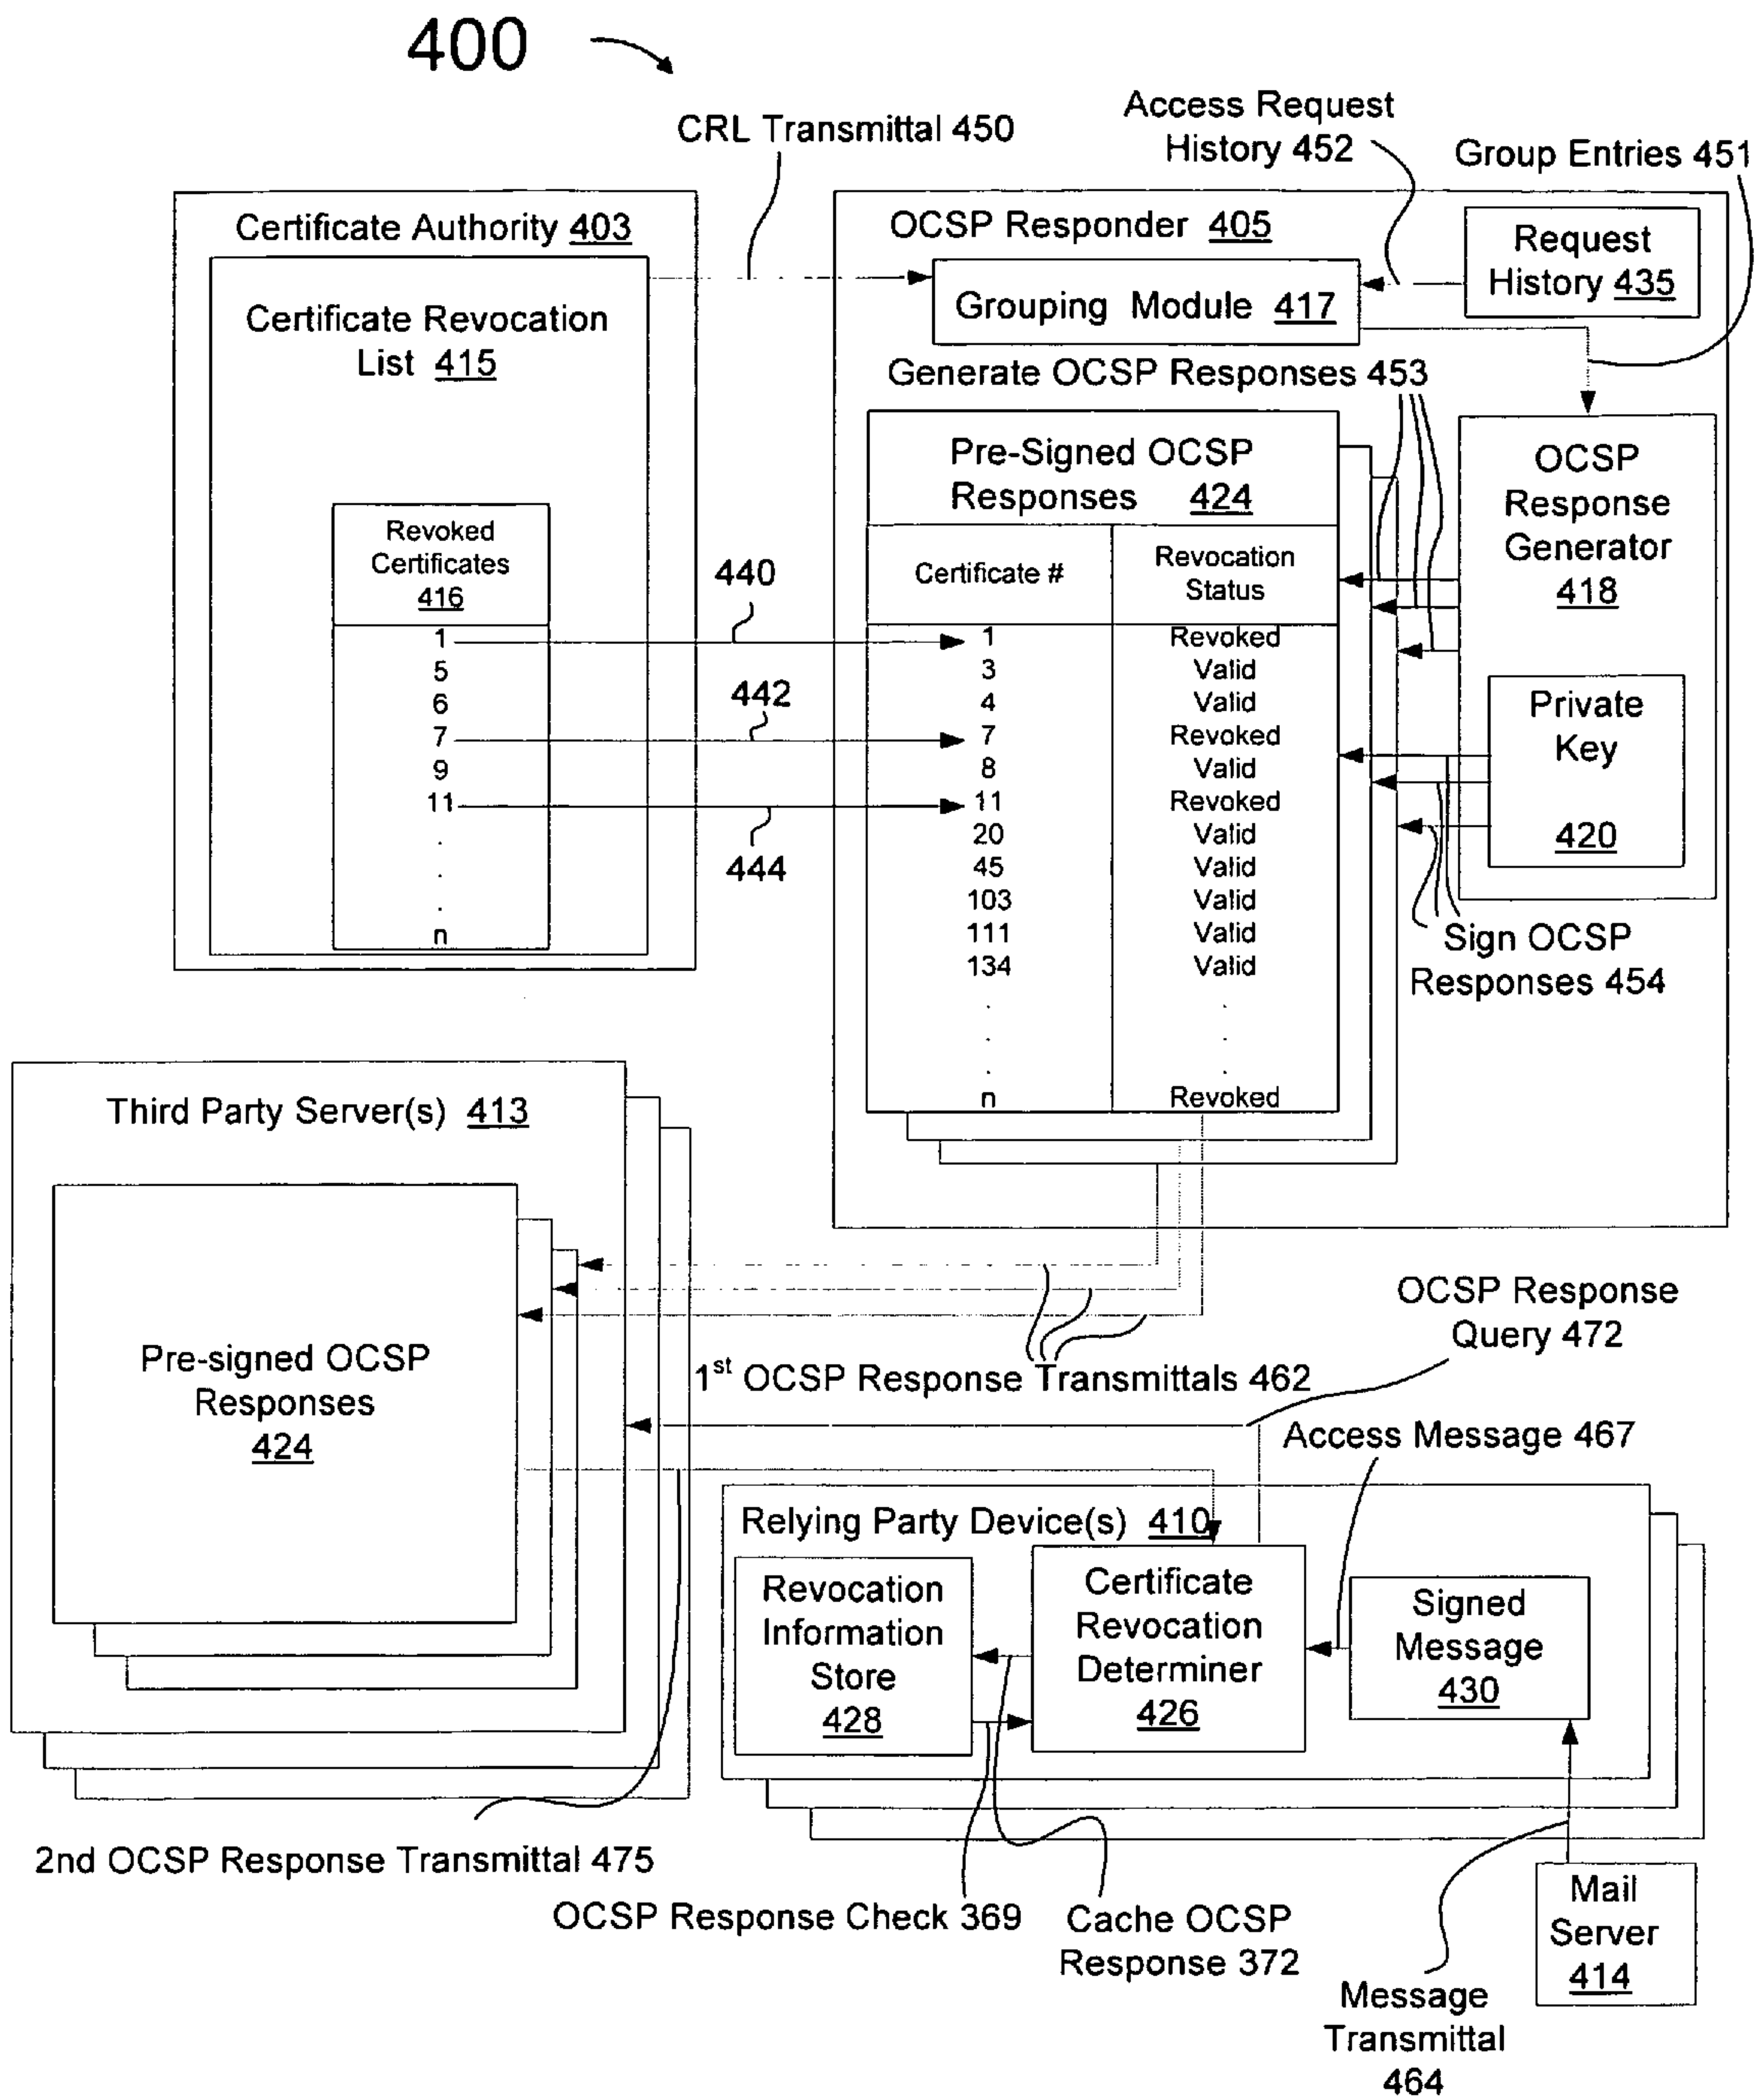 400
CRL Transmittal 450
Access Request
History 452
Group Entries 451
Certificate Authority 403
Certificate Revocation
List 415
Revoked
Certificates
416
1
5
6
7
9
11
.
.
.
n
440
442
444
OCSP Responder 405
Request
History 435
Grouping Module 417
Generate OCSP Responses 453
Pre-Signed OCSP
Responses 424
Certificate #
Revocation
Status
1 Revoked
3 Valid
4 Valid
7 Revoked
8 Valid
11 Revoked
20 Valid
45 Valid
103 Valid
111 Valid
134 Valid
. .
. .
. .
n Revoked
OCSP
Response
Generator
418
Private
Key
420
Sign OCSP
Responses 454
Third Party Server(s) 413
Pre-signed OCSP
Responses
424
1st OCSP Response Transmittals 462
OCSP Response
Query 472
Access Message 467
Relying Party Device(s) 410
Revocation
Information
Store
428
Certificate
Revocation
Determiner
426
Signed
Message
430
2nd OCSP Response Transmittal 475
OCSP Response Check 369
Cache OCSP
Response 372
Mail
Server
414
Message
Transmittal
464